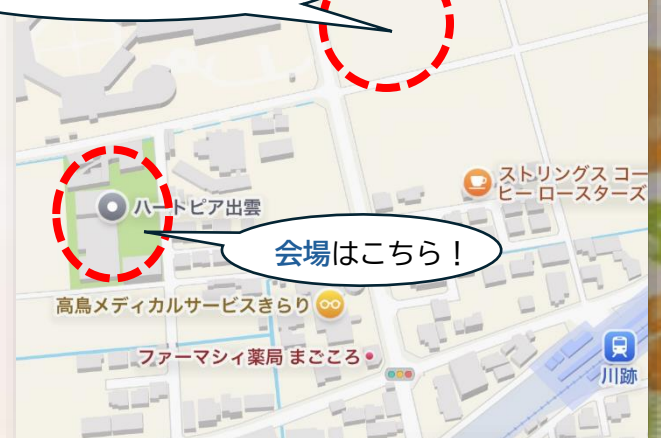 ストリングス コー
ヒー ロースターズ
ハートピア出雲
会場はこちら！
高鳥メディカルサービスきらり
ファーマシィ薬局 まごころ
川跡